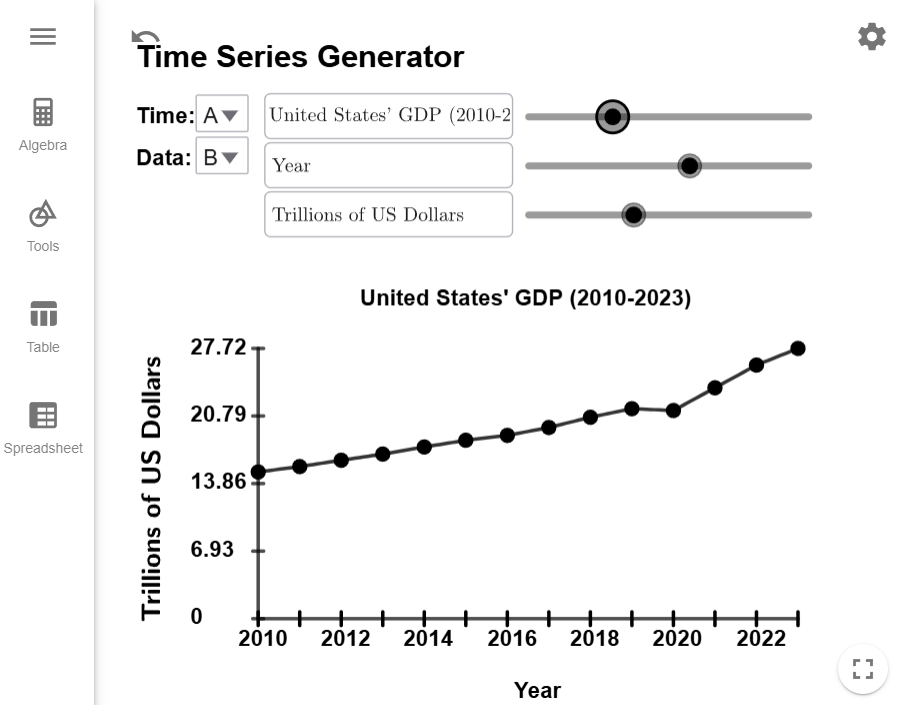 Time Series Generator
Algebra
Tools
Table
Spreadsheet
Time: A
Data: B
United States’ GDP (2010-2
Year
Trillions of US Dollars
United States' GDP (2010-2023)
Trillions of US Dollars
27.72
20.79
13.86
6.93
0
2010 2012 2014 2016 2018 2020 2022
Year